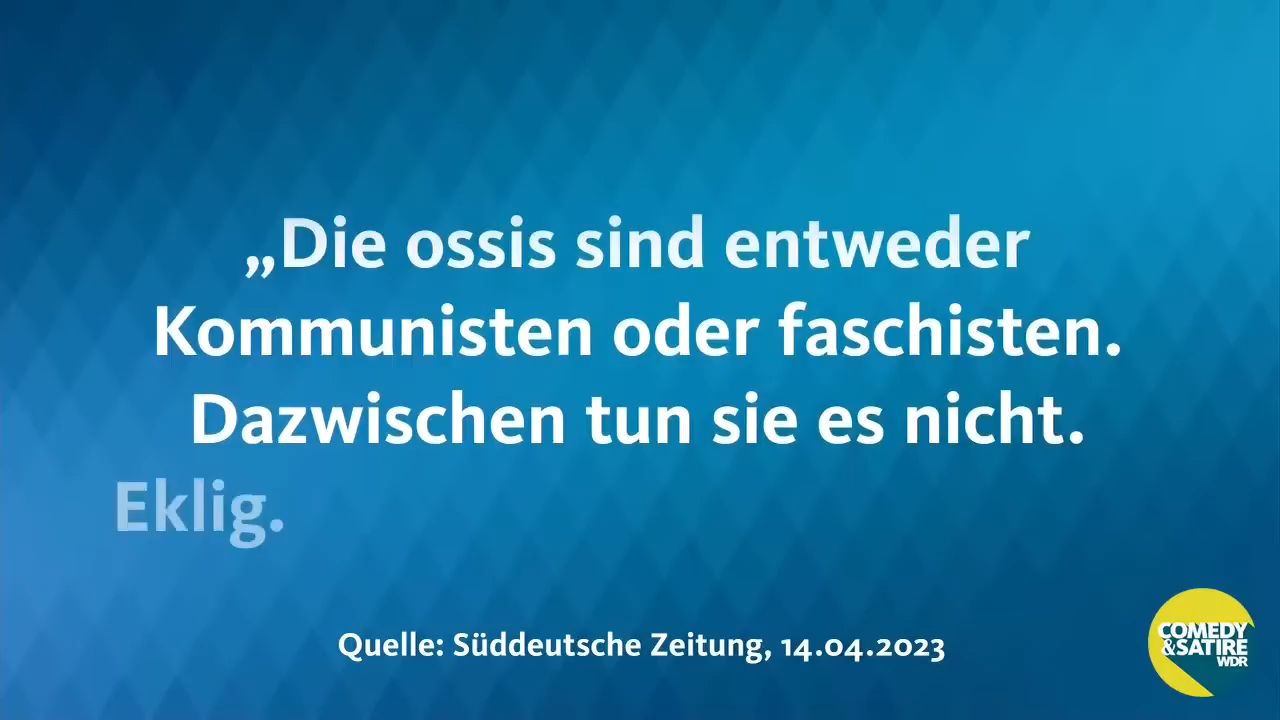 „Die ossis sind entweder
Kommunisten oder faschisten.
Dazwischen tun sie es nicht.
Eklig.
Quelle: Süddeutsche Zeitung, 14.04.2023
COMEDY
&SATIRE
WDR